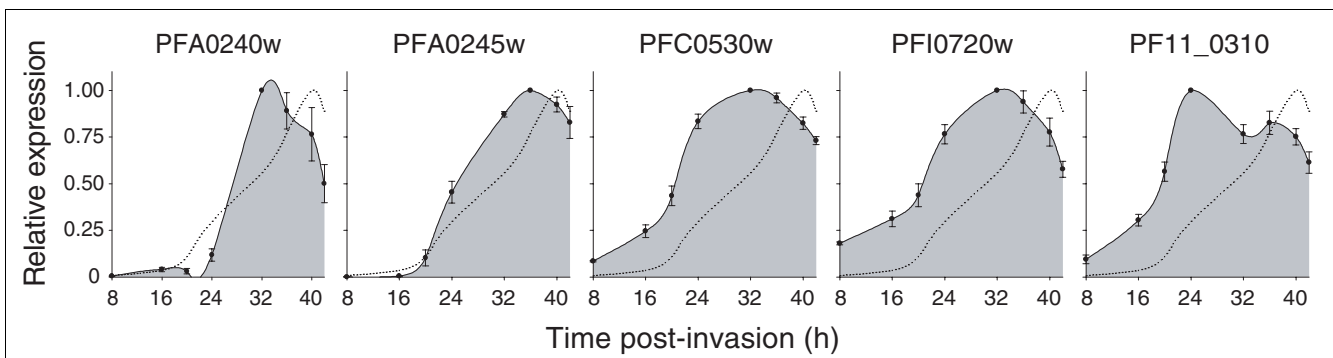 PFA0240w PFA0245w PFC0530w PFI0720w PF11_0310
Relative expression
1.00
0.75
0.50
0.25
0
8 16 24 32 40 8 16 24 32 40 8 16 24 32 40 8 16 24 32 40 8 16 24 32 40
Time post-invasion (h)